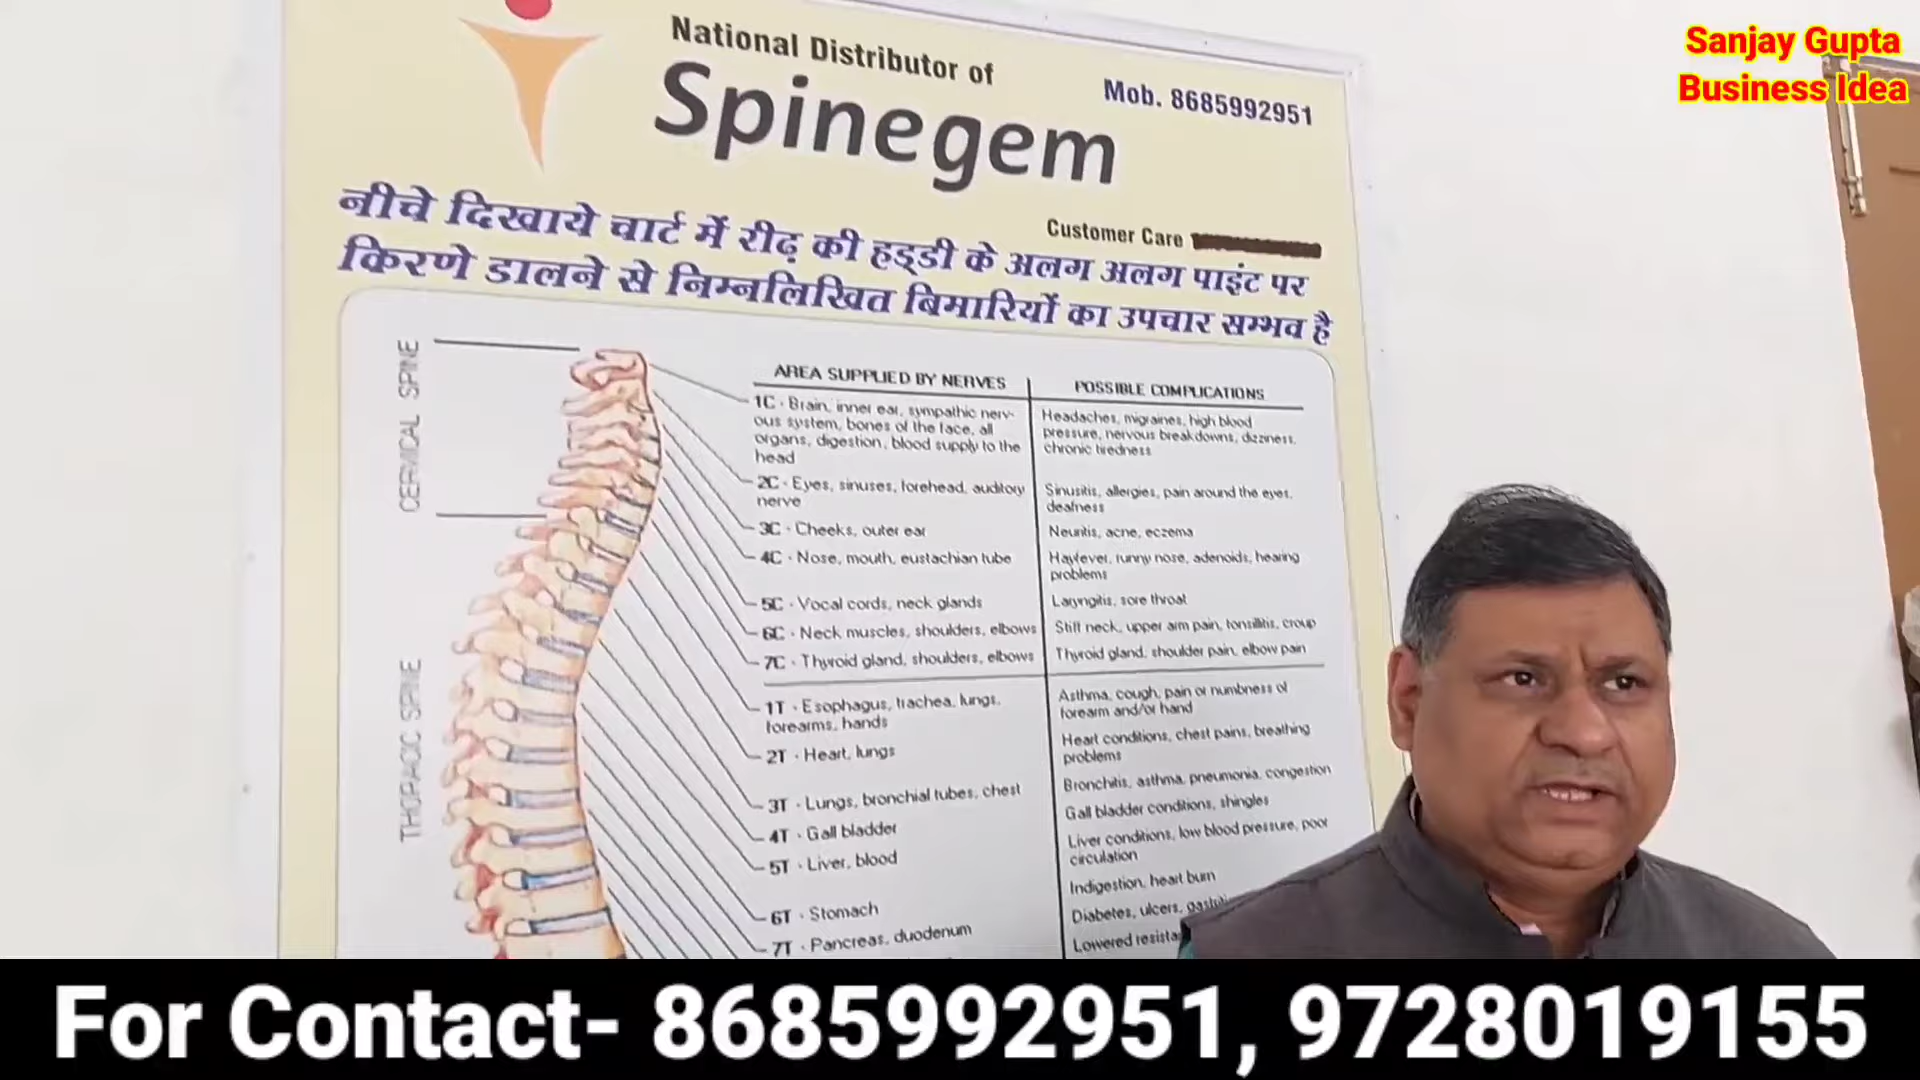 Sanjay Gupta
Business Idea
National Distributor of
Mob. 8685992951
Spinegem
Customer Care
नीचे दिखाये चार्ट में रीढ़ की हड्डी के अलग अलग पाइंट पर
किरणे डालने से निम्नलिखित बिमारियों का उपचार सम्भव है
CERVICAL SPINE
THORACIC SPINE
AREA SUPPLIED BY NERVES
1C - Brain, inner ear, sympathic nerv-
ous system, bones of the face, all
organs, digestion, blood supply to the
head
2C - Eyes, sinuses, forehead, auditory
nerve
3C - Cheeks, outer ear
4C - Nose, mouth, eustachian tube
5C - Vocal cords, neck glands
6C - Neck muscles, shoulders, elbows
7C - Thyroid gland, shoulders, elbows
1T - Esophagus, trachea, lungs,
forearms, hands
2T - Heart, lungs
3T - Lungs, bronchial tubes, chest
4T - Gall bladder
5T - Liver, blood
6T - Stomach
7T - Pancreas, duodenum
POSSIBLE COMPLICATIONS
Headaches, migraines, high blood
pressure, nervous breakdowns, dizziness,
chronic tiredness
Sinusitis, allergies, pain around the eyes,
deafness
Neuritis, acne, eczema
Hayfever, runny nose, adenoids, hearing
problems
Laryngitis, sore throat
Stiff neck, upper arm pain, tonsillitis, croup
Thyroid gland, shoulder pain, elbow pain
Asthma, cough, pain or numbness of
forearm and/or hand
Heart conditions, chest pains, breathing
problems
Bronchitis, asthma, pneumonia, congestion
Gall bladder conditions, shingles
Liver conditions, low blood pressure, poor
circulation
Indigestion, heart burn
Diabetes, ulcers,
Lowered
For Contact- 8685992951, 9728019155